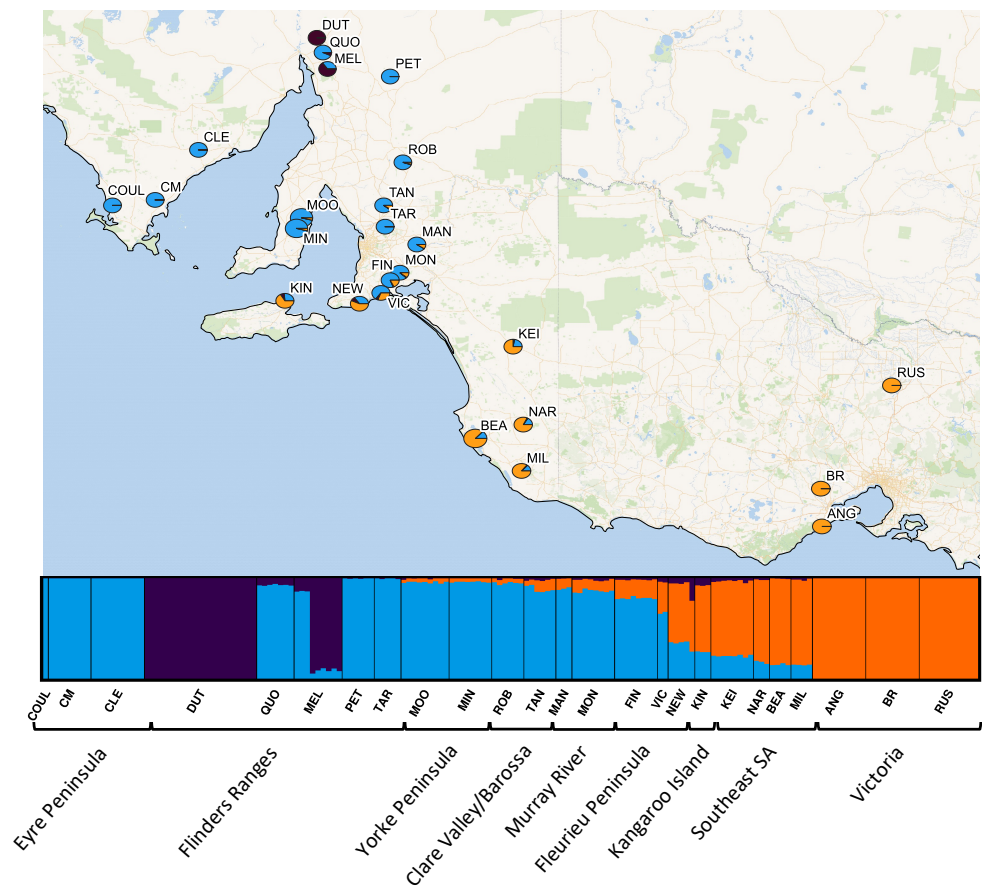 DUT
QUO
MEL
PET
CLE
ROB
COUL
CM
TAN
MOO
TAR
MIN
MAN
FIN
MON
KIN
NEW
VIC
KEI
RUS
NAR
BEA
MIL
BR
ANG
COUL
CM
CLE
DUT
QUO
MEL
PET
TAR
MOO
MIN
ROB
TAN
MAN
MON
FIN
VIC
NEW
KIN
KEI
NAR
BEA
MIL
ANG
BR
RUS
Eyre Peninsula
Flinders Ranges
Yorke Peninsula
Clare Valley/Barossa
Murray River
Fleurieu Peninsula
Kangaroo Island
Southeast SA
Victoria